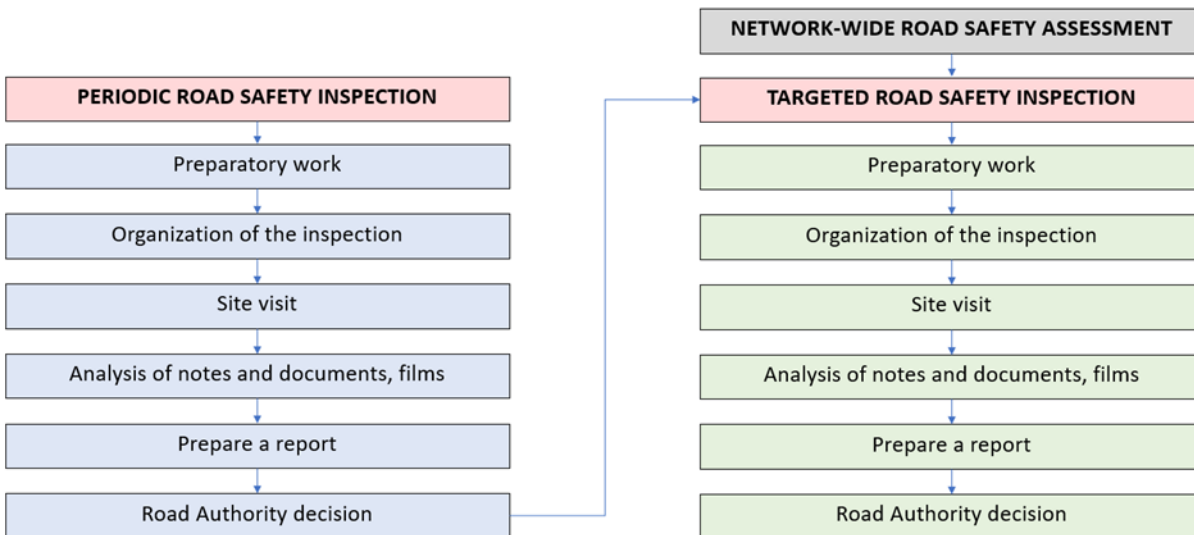 NETWORK-WIDE ROAD SAFETY ASSESSMENT
PERIODIC ROAD SAFETY INSPECTION
Preparatory work
Organization of the inspection
Site visit
Analysis of notes and documents, films
Prepare a report
Road Authority decision
TARGETED ROAD SAFETY INSPECTION
Preparatory work
Organization of the inspection
Site visit
Analysis of notes and documents, films
Prepare a report
Road Authority decision